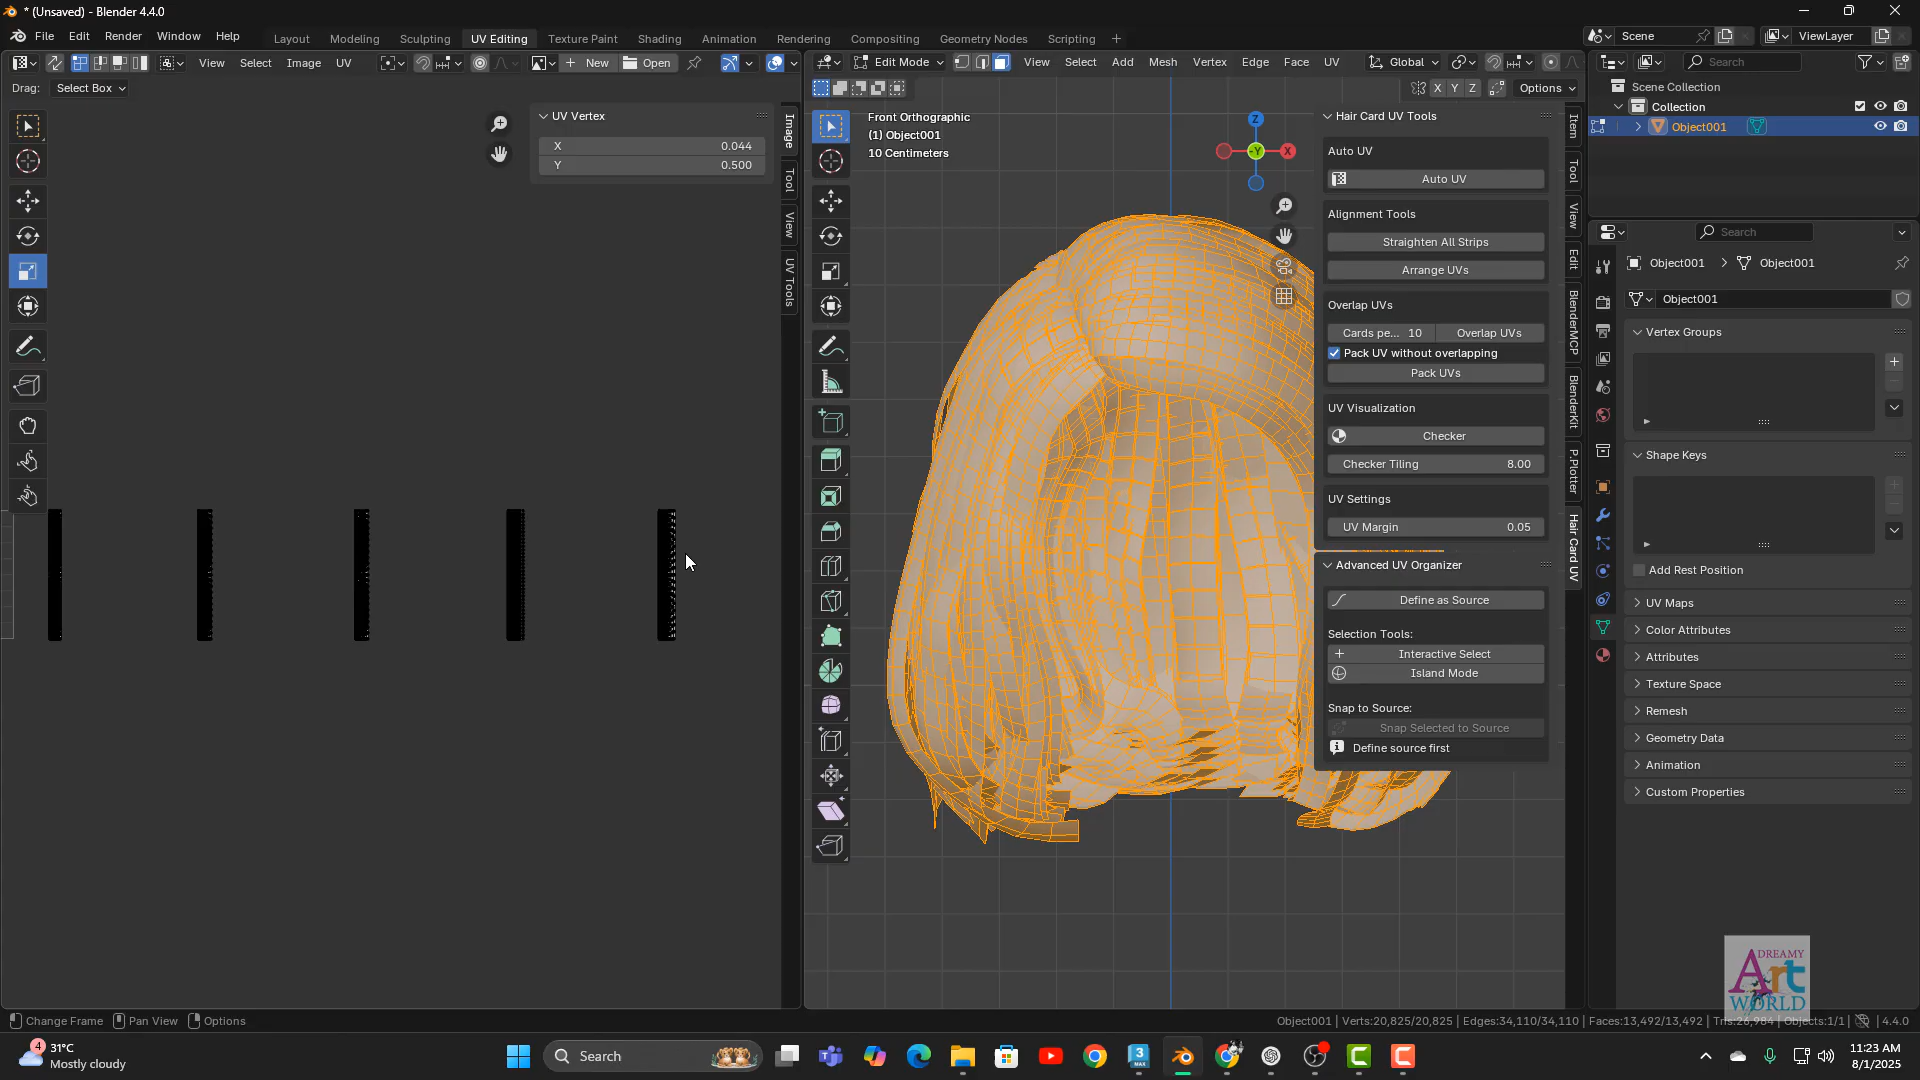 * (Unsaved) - Blender 4.4.0
File Edit Render Window Help
Layout Modeling Sculpting UV Editing Texture Paint Shading Animation Rendering Compositing Geometry Nodes Scripting +
Scene
ViewLayer
View Select Image UV
New
Open
Edit Mode
View Select Add Mesh Vertex Edge Face UV
Global
Search
Drag: Select Box
X Y Z
Options
Scene Collection
Collection
Object001
UV Vertex
X 0.044
Y 0.500
Image
Tool
View
UV Tools
Front Orthographic
(1) Object001
10 Centimeters
Z
-Y
X
Hair Card UV Tools
Auto UV
Auto UV
Alignment Tools
Straighten All Strips
Arrange UVs
Overlap UVs
Cards pe... 10
Overlap UVs
Pack UV without overlapping
Pack UVs
UV Visualization
Checker
Checker Tiling 8.00
UV Settings
UV Margin 0.05
Advanced UV Organizer
Define as Source
Selection Tools:
Interactive Select
Island Mode
Snap to Source:
Snap Selected to Source
Define source first
Item
Tool
View
Edit
BlenderMCP
BlenderKit
P.Plotter
Hair Card UV
Search
Object001 > Object001
Object001
Vertex Groups
Shape Keys
Add Rest Position
UV Maps
Color Attributes
Attributes
Texture Space
Remesh
Geometry Data
Animation
Custom Properties
A DREAMY
Art
WORLD
Change Frame
Pan View
Options
Object001 | Verts:20,825/20,825 | Edges:34,110/34,110 | Faces:13,492/13,492 | Tris:26,984 | Objects:1/1 | 4.4.0
4
31°C
Mostly cloudy
Search
3
MAX
11:23 AM
8/1/2025